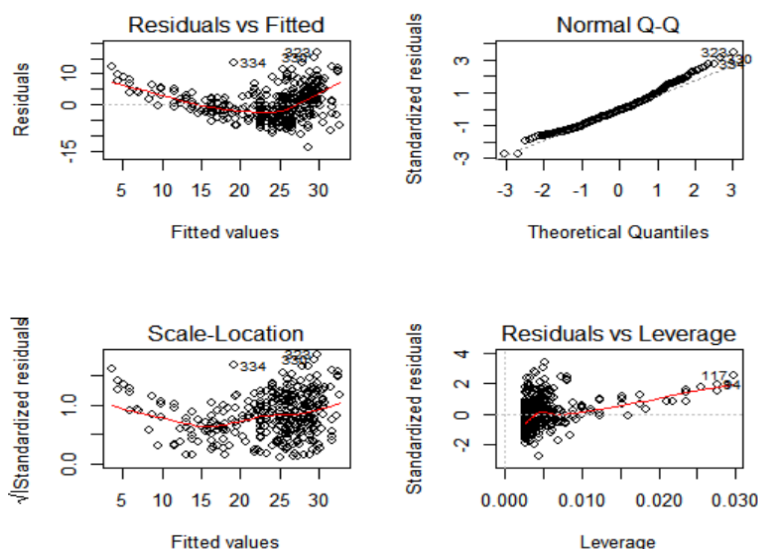 Residuals vs Fitted
Residuals
10
0
-15
323
334
5 10 15 20 25 30
Fitted values
Normal Q-Q
Standardized residuals
3
1
-1
-3
323
-3 -2 -1 0 1 2 3
Theoretical Quantiles
Scale-Location
√|Standardized residuals|
1.0
0.0
323
334
5 10 15 20 25 30
Fitted values
Residuals vs Leverage
Standardized residuals
4
2
0
-2
117
0.000 0.010 0.020 0.030
Leverage